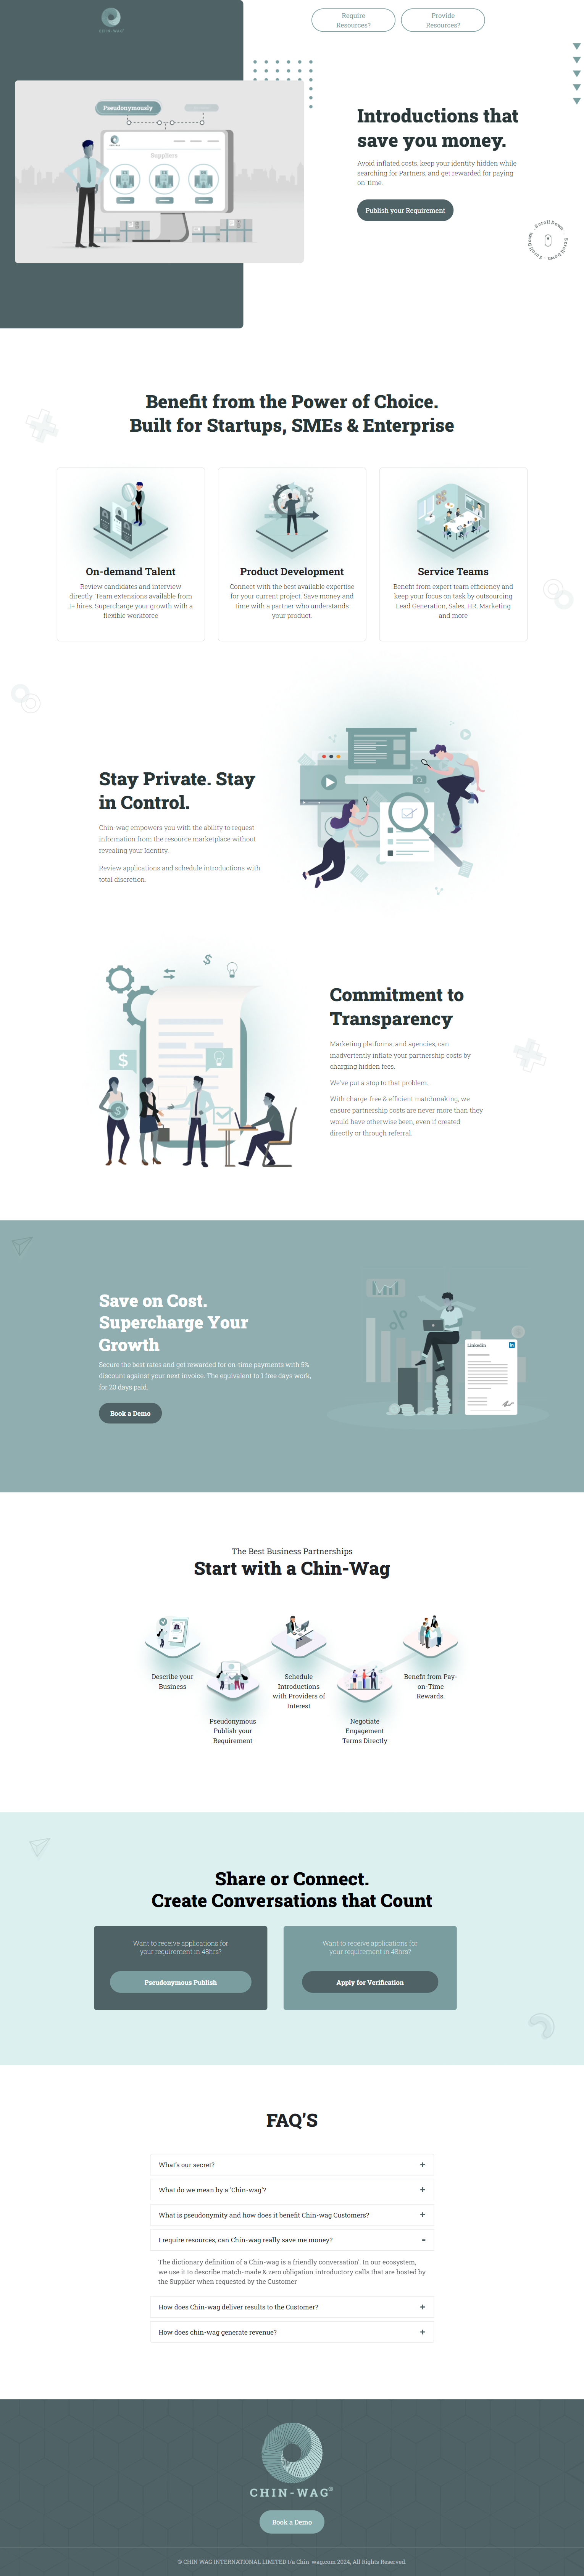 CHIN-WAG
Require
Resources?
Provide
Resources?
Pseudonymously
Suppliers
Introductions that
save you money.
Avoid inflated costs, keep your identity hidden while
searching for Partners, and get rewarded for paying
on-time.
Publish your Requirement
Scroll Down
Scroll Down
Scroll Down
Scroll Down
Benefit from the Power of Choice.
Built for Startups, SMEs & Enterprise
On-demand Talent
Review candidates and interview
directly. Team extensions available from
1+ hires. Supercharge your growth with a
flexible workforce
Product Development
Connect with the best available expertise
for your current project. Save money and
time with a partner who understands
your product.
Service Teams
Benefit from expert team efficiency and
keep your focus on task by outsourcing
Lead Generation, Sales, HR, Marketing
and more
Stay Private. Stay
in Control.
Chin-wag empowers you with the ability to request
information from the resource marketplace without
revealing your Identity.
Review applications and schedule introductions with
total discretion.
$
$
$
Commitment to
Transparency
Marketing platforms, and agencies, can
inadvertently inflate your partnership costs by
charging hidden fees.
We've put a stop to that problem.
With charge-free & efficient matchmaking, we
ensure partnership costs are never more than they
would have otherwise been, even if created
directly or through referral.
Save on Cost.
Supercharge Your
Growth
Secure the best rates and get rewarded for on-time payments with 5%
discount against your next invoice. The equivalent to 1 free days work,
for 20 days paid.
Book a Demo
%
LinkedIn
in
The Best Business Partnerships
Start with a Chin-Wag
Describe your
Business
Pseudonymous
Publish your
Requirement
Schedule
Introductions
with Providers of
Interest
Negotiate
Engagement
Terms Directly
Benefit from Pay-
on-Time
Rewards.
Share or Connect.
Create Conversations that Count
Want to receive applications for
your requirement in 48hrs?
Pseudonymous Publish
Want to receive applications for
your requirement in 48hrs?
Apply for Verification
FAQ'S
What's our secret? +
What do we mean by a 'Chin-wag'? +
What is pseudonymity and how does it benefit Chin-wag Customers? +
I require resources, can Chin-wag really save me money? -
The dictionary definition of a Chin-wag is a friendly conversation'. In our ecosystem,
we use it to describe match-made & zero obligation introductory calls that are hosted by
the Supplier when requested by the Customer
How does Chin-wag deliver results to the Customer? +
How does chin-wag generate revenue? +
CHIN-WAG®
Book a Demo
© CHIN WAG INTERNATIONAL LIMITED t/a Chin-wag.com 2024, All Rights Reserved.